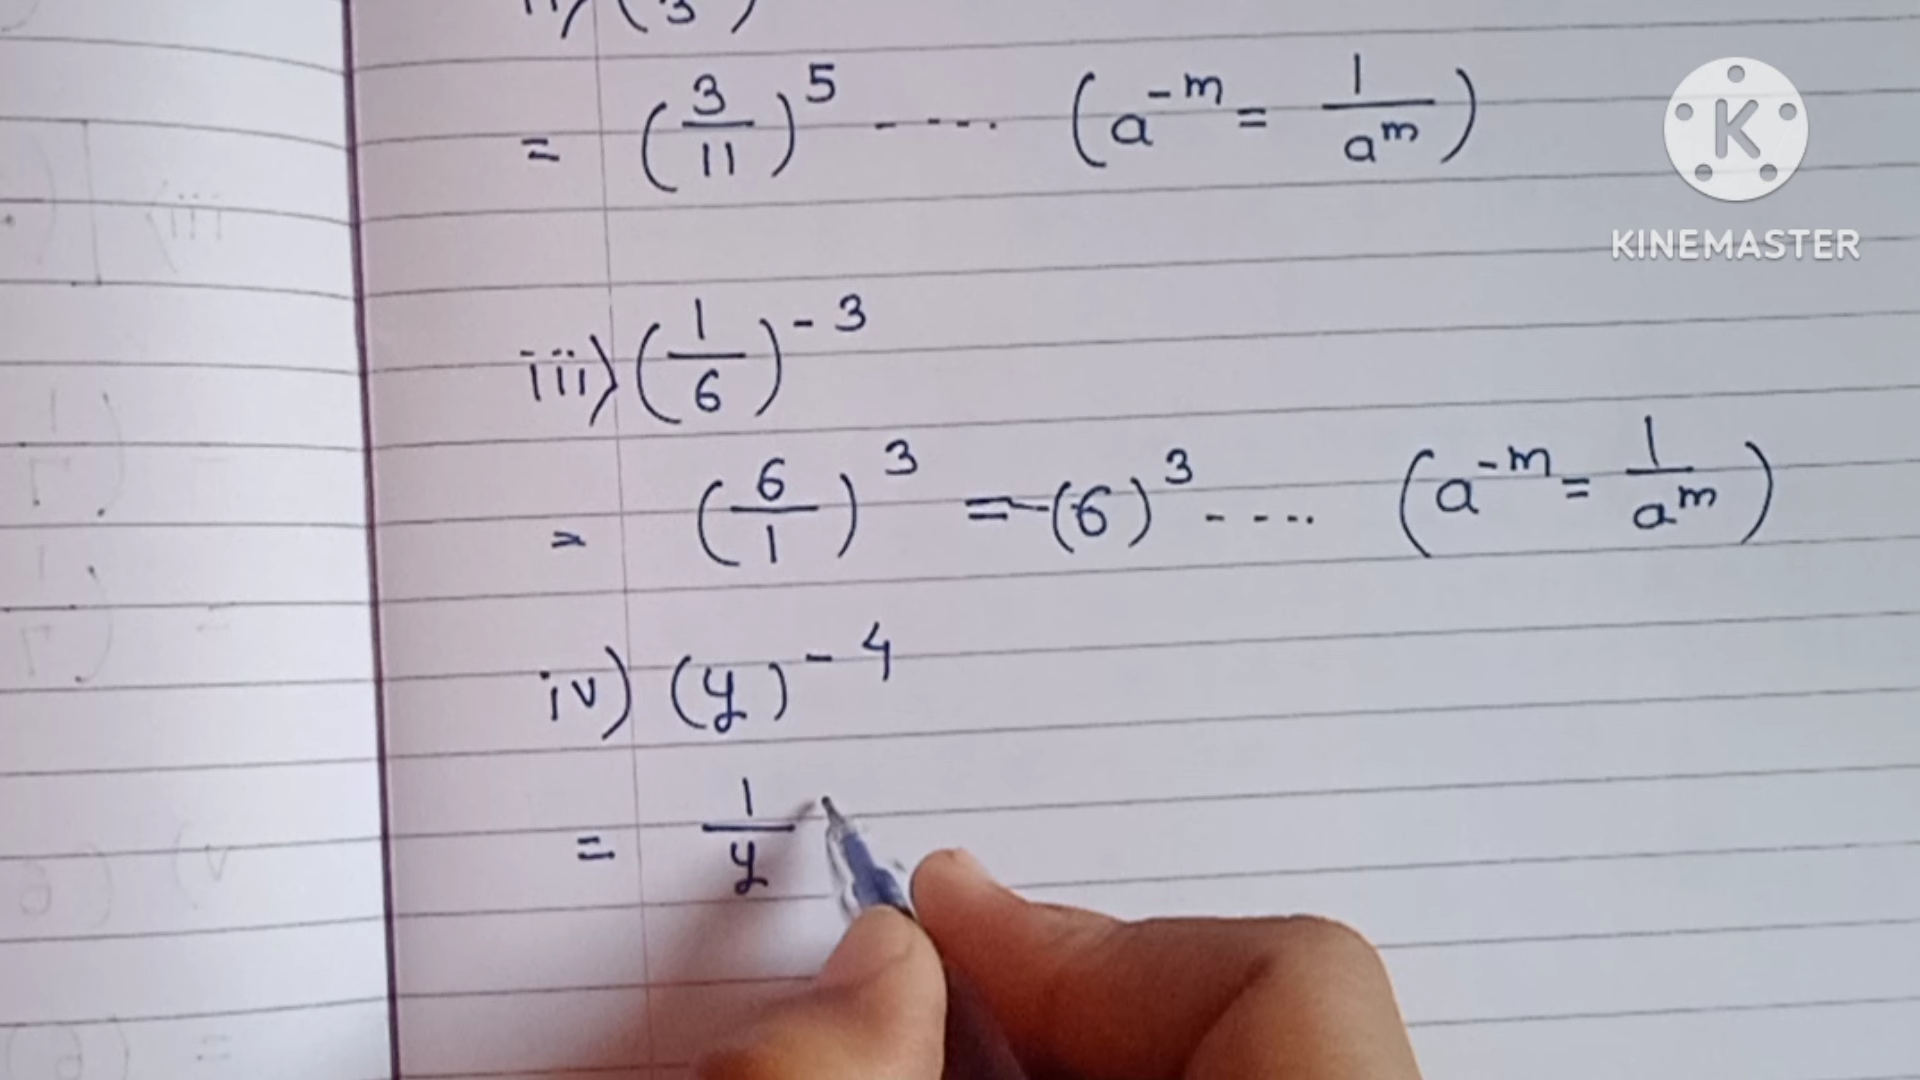 = (3/11)^5 - - - .. (a^-m = 1/a^m)
KINEMASTER
iii) (1/6)^-3
= (6/1)^3 = (6)^3 - - - .. (a^-m = 1/a^m)
iv) (y)^-4
= 1/y